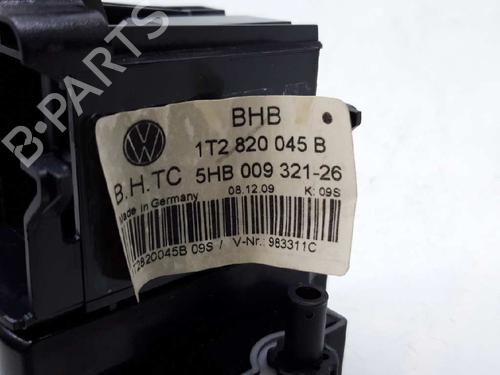 B-PARTS
BHB
1T2 820 045 B
B.H.TC 5HB 009 321-26
Made in Germany 08.12.09 K: 09S
1T2820045B 09S / V-Nr.: 983311C